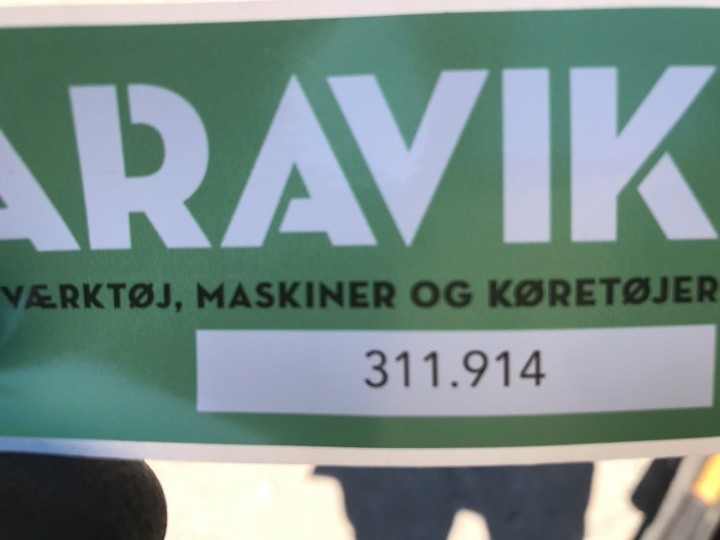 ARAVIK
VÆRKTØJ, MASKINER OG KØRETØJER
311.914